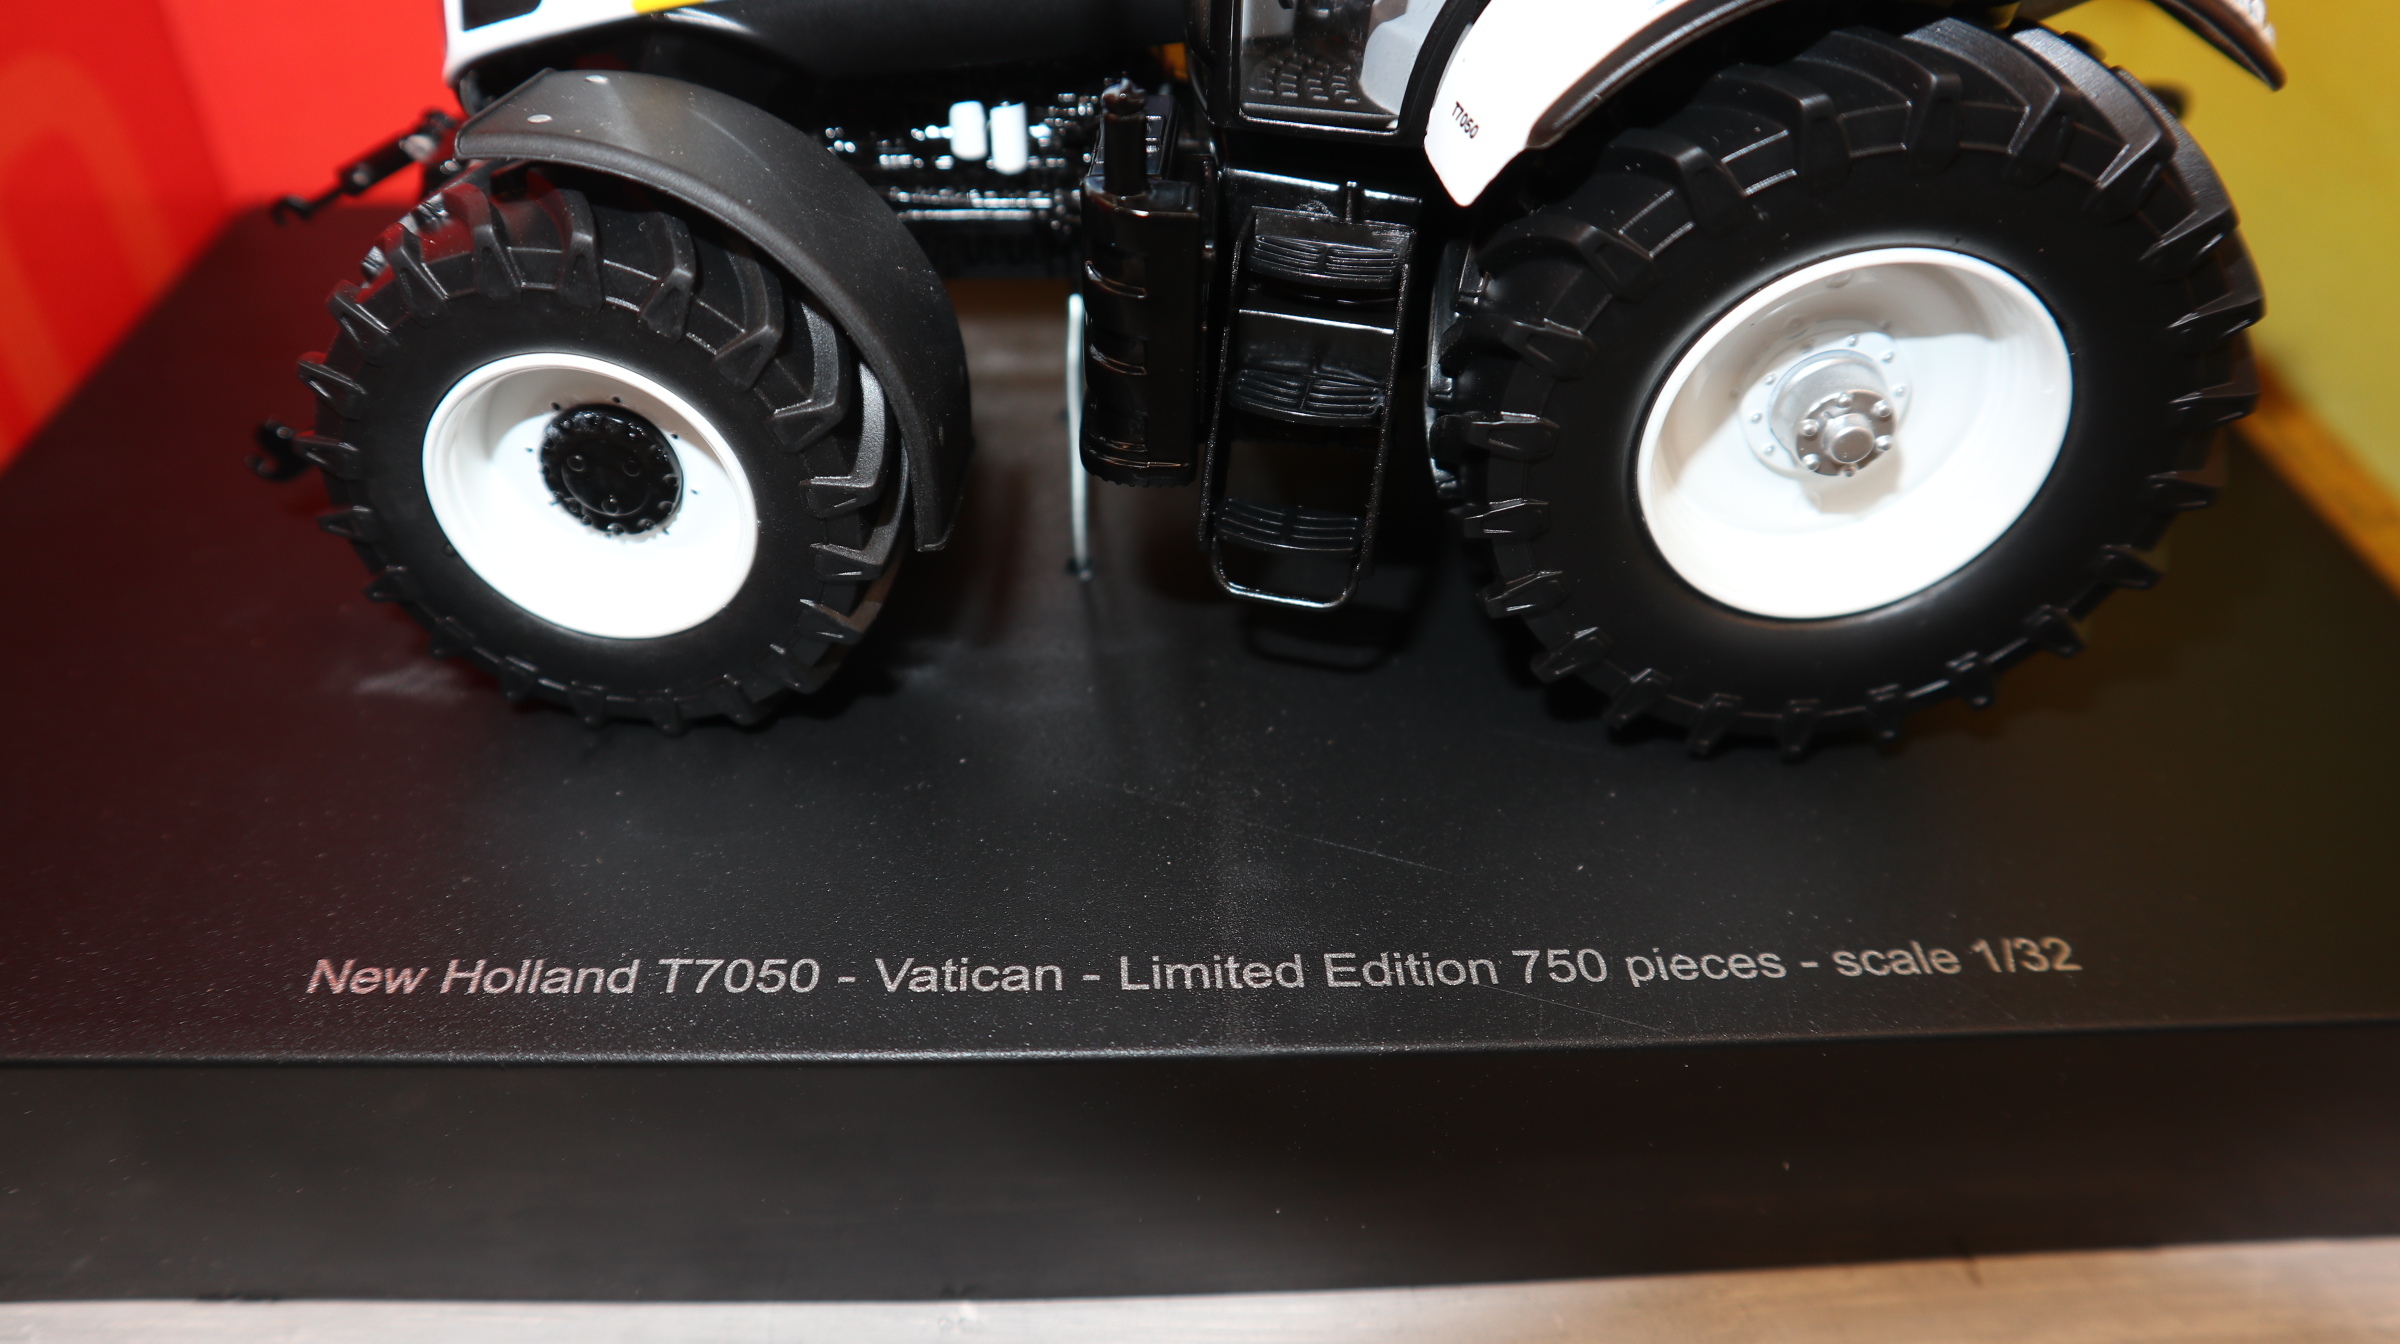 T7050
New Holland T7050 - Vatican - Limited Edition 750 pieces - scale 1/32